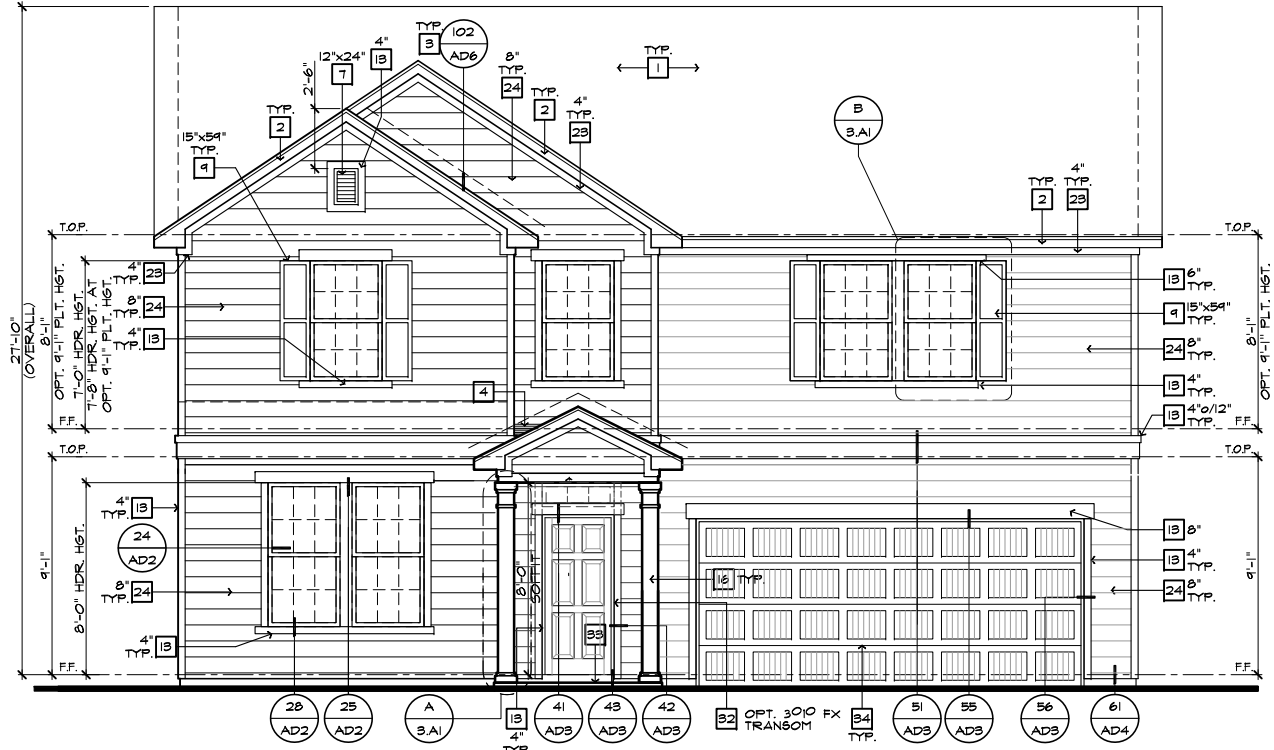 TYP.
3
102
AD6
12"x24"
7
4"
13
2'-6"
8"
TYP.
24
TYP.
1
TYP.
2
TYP.
2
4"
23
B
3.A1
15"x59"
TYP.
9
TYP.
2
4"
TYP.
23
T.O.P.
T.O.P.
4"
TYP.
23
8"
TYP.
24
4"
TYP.
13
13
6"
TYP.
9
15"x59"
TYP.
24
8"
TYP.
13
4"
TYP.
13
4"o/12"
TYP.
27'-10"
(OVERALL)
8'-1"
OPT. 9'-1" PLT. HGT.
7'-0" HDR. HGT. AT
7'-8" HDR. HGT. AT
OPT. 9'-1" PLT. HGT.
8'-1"
OPT. 9'-1" PLT. HGT.
4
F.F.
F.F.
T.O.P.
T.O.P.
4"
TYP.
13
24
AD2
8"
TYP.
24
4"
TYP.
13
9'-1"
8'-0" HDR. HGT.
8'-0"
SOFFIT
16 TYP.
33
13
8"
13
4"
TYP.
24
8"
TYP.
9'-1"
F.F.
F.F.
28
AD2
25
AD2
A
3.A1
13
4"
TYP.
41
AD3
43
AD3
42
AD3
32
OPT. 3010 FX
TRANSOM
34
TYP.
51
AD3
55
AD3
56
AD3
61
AD4